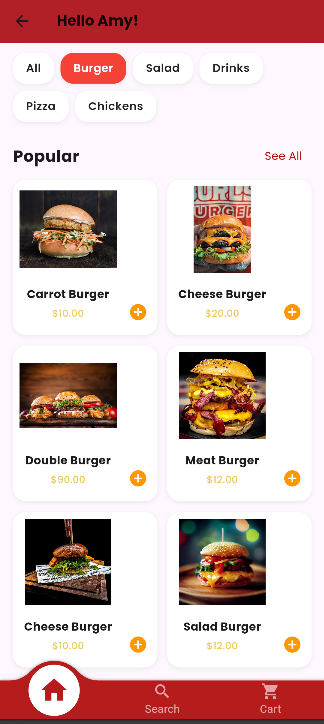 Hello Amy!
All Burger Salad Drinks
Pizza Chickens
Popular See All
BURGER
Carrot Burger Cheese Burger
$10.00 $20.00
Double Burger Meat Burger
$90.00 $12.00
Cheese Burger Salad Burger
$10.00 $12.00
Search Cart